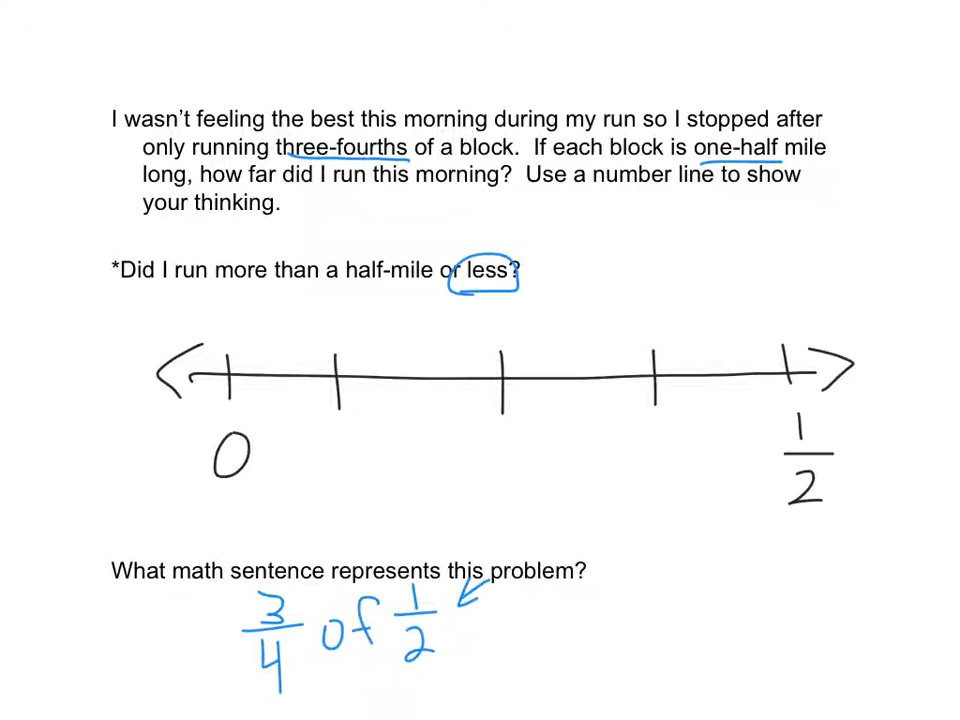 I wasn't feeling the best this morning during my run so I stopped after
only running three-fourths of a block. If each block is one-half mile
long, how far did I run this morning? Use a number line to show
your thinking.
*Did I run more than a half-mile or less?
0
1
2
What math sentence represents this problem?
3/4 of 1/2